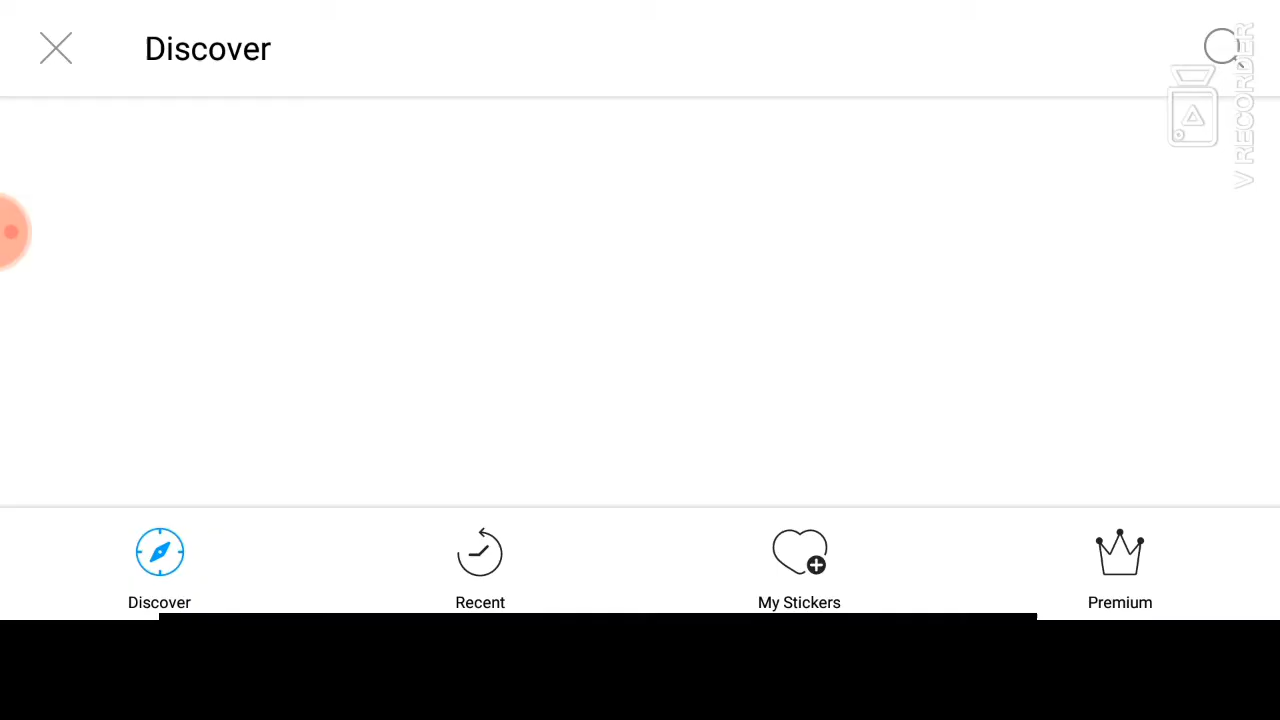 Discover
V RECORDER
Discover
Recent
My Stickers
Premium